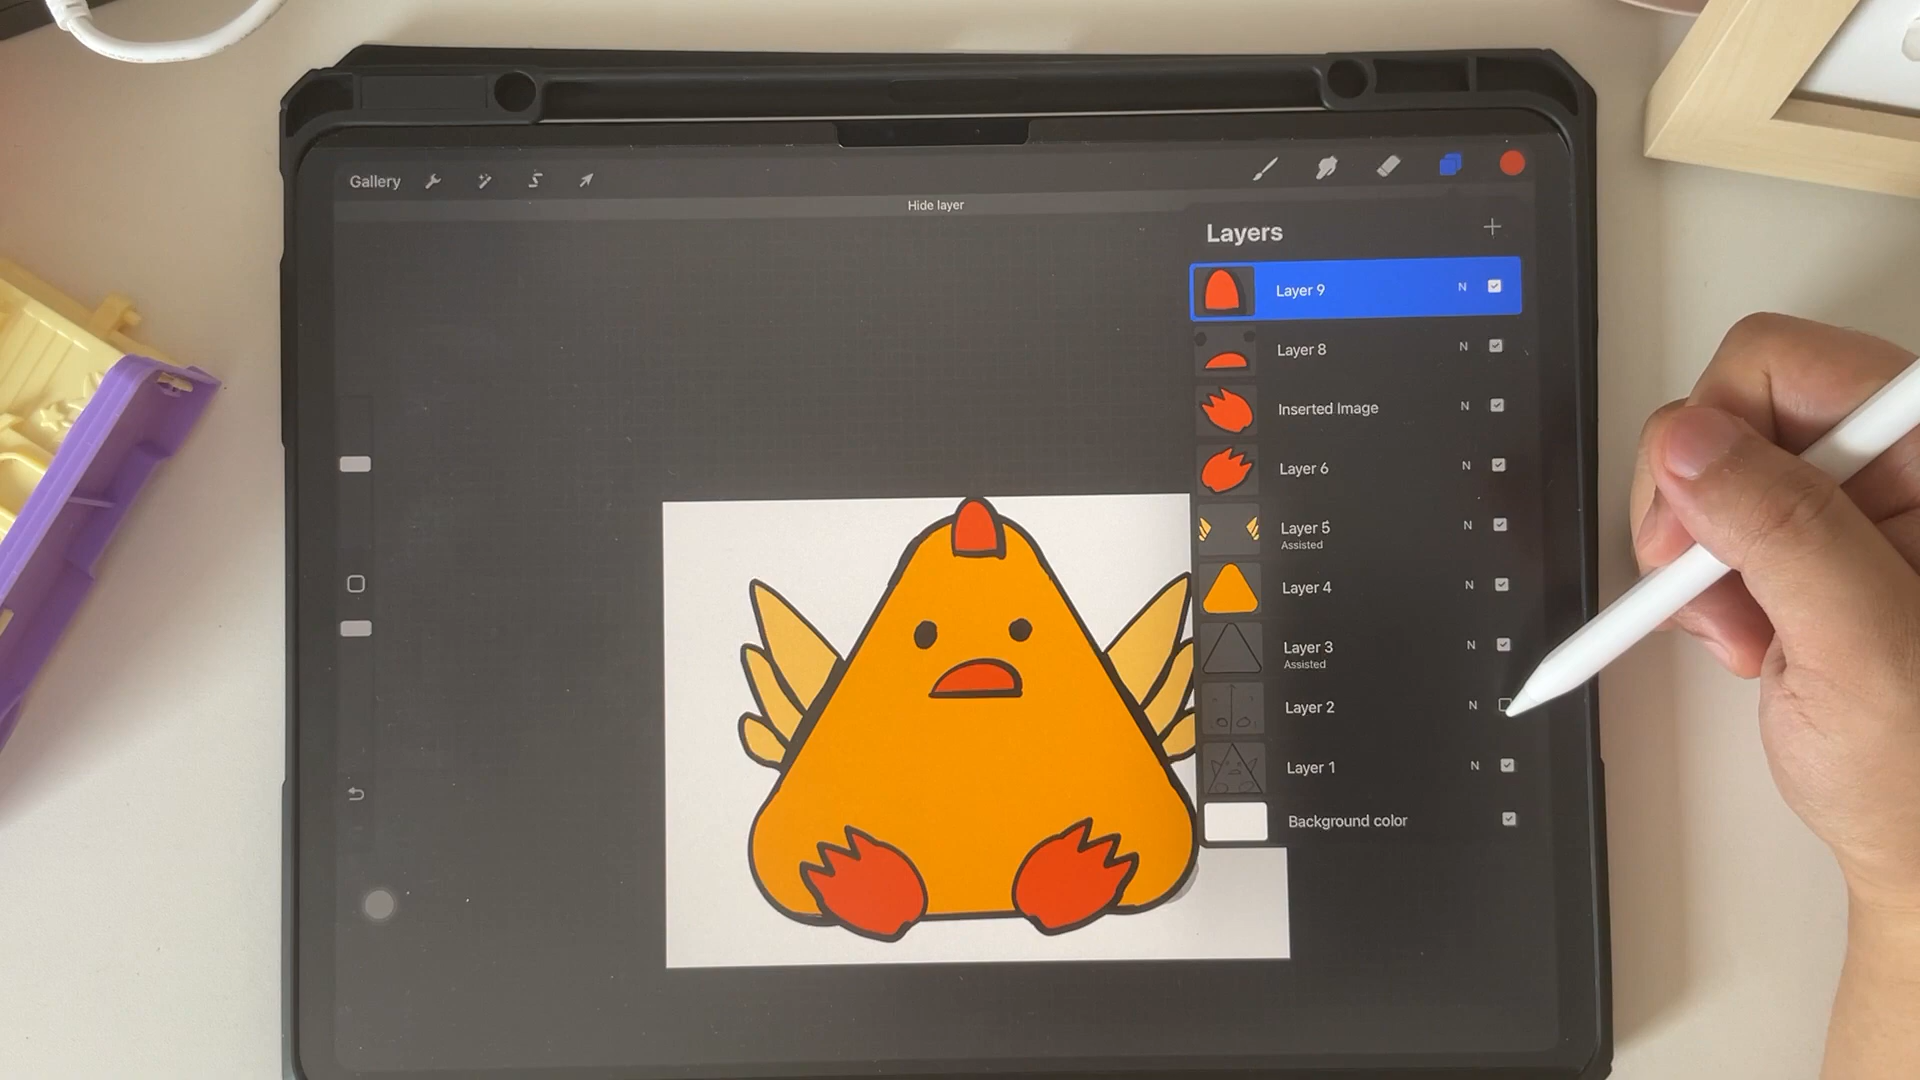 Gallery
Hide layer
Layers
Layer 9 N
Layer 8 N
Inserted Image N
Layer 6 N
Layer 5 N
Assisted
Layer 4 N
Layer 3 N
Assisted
Layer 2 N
Layer 1 N
Background color